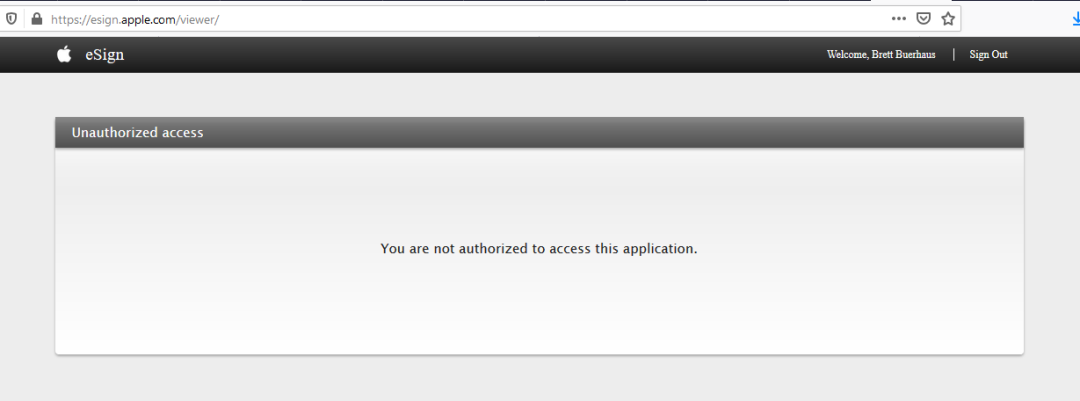 https://esign.apple.com/viewer/
eSign
Welcome, Brett Buerhaus | Sign Out
Unauthorized access
You are not authorized to access this application.